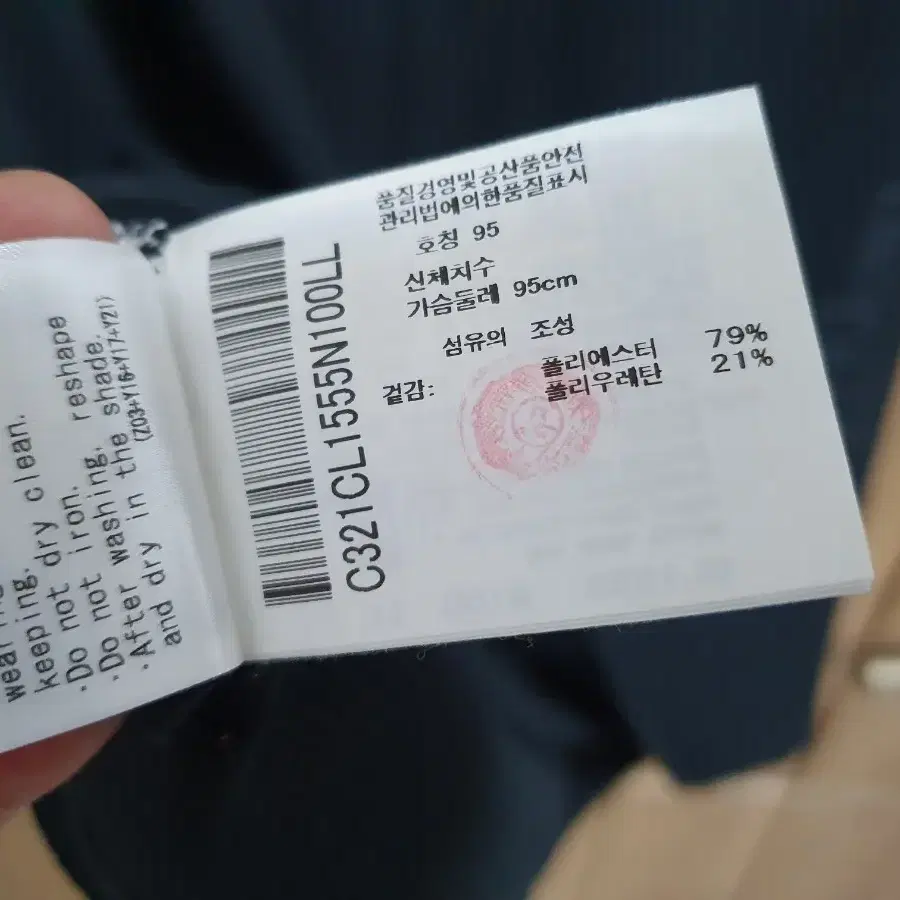 품질경영및공산품안전
관리법에의한품질표시
호칭 95
신체치수
가슴둘레 95cm
섬유의 조성
겉감: 폴리에스터 79%
폴리우레탄 21%
C321CL1555N100LL
keeping.
·Do not dry clean.
·Do not iron.
·Do not washing, reshape
·After washing
and dry in the shade.
(Z03+Y16+Y17+Y21)